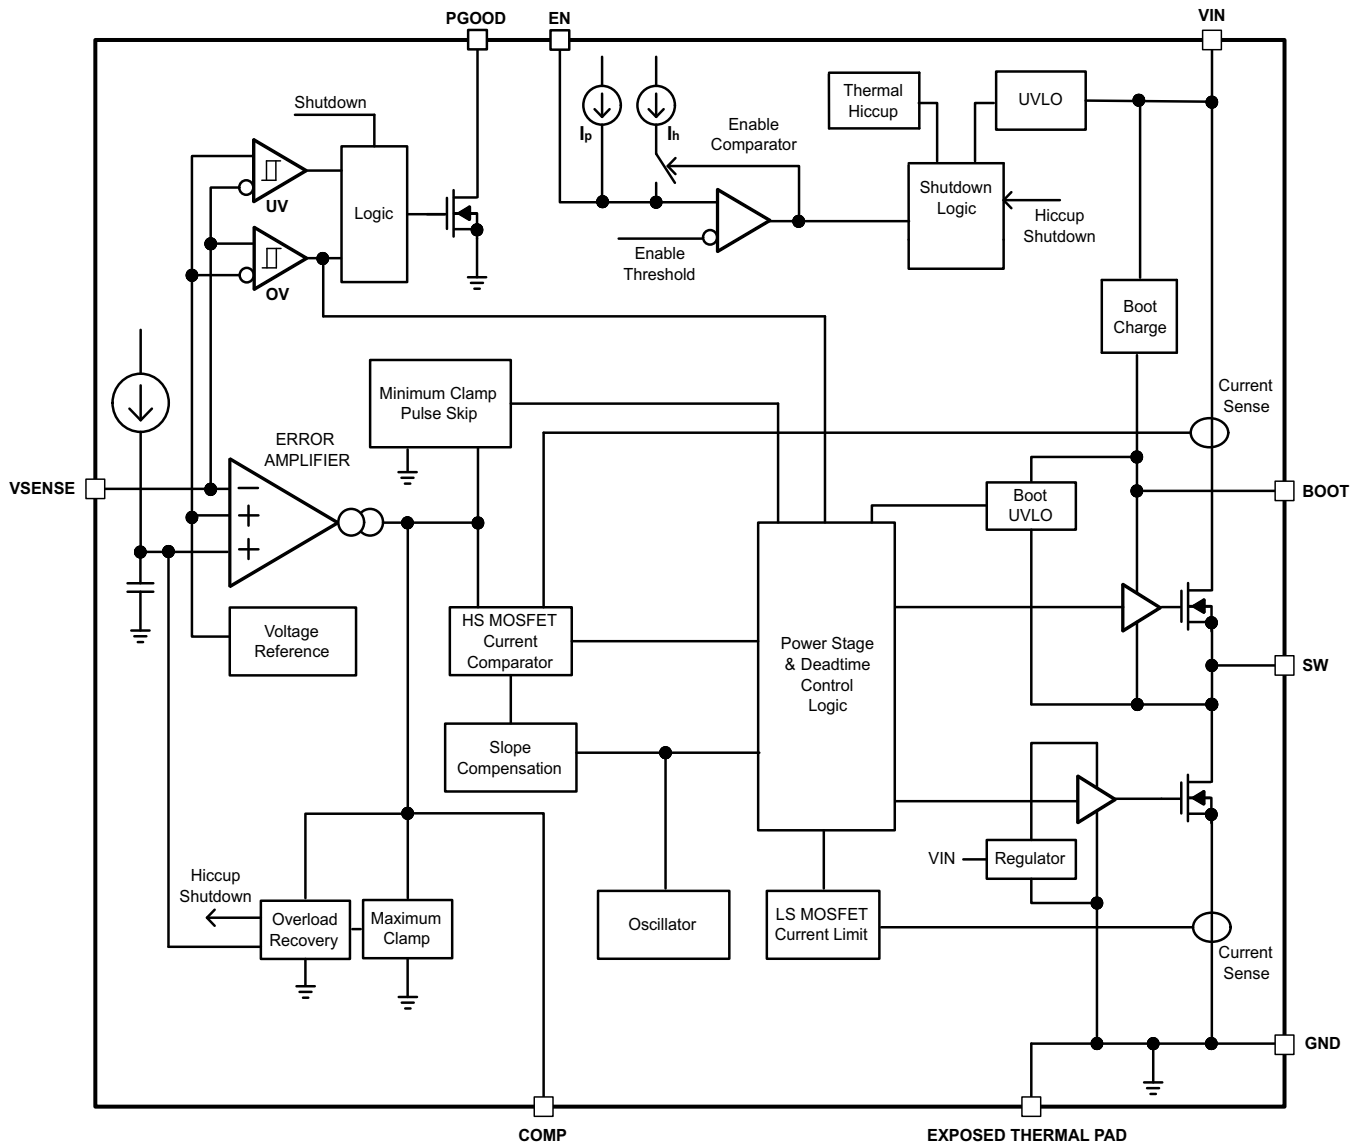 PGOOD
EN
VIN
Shutdown
Thermal
Hiccup
UVLO
Ip
Ih
Enable
Comparator
UV
Logic
Shutdown
Logic
Hiccup
Shutdown
Enable
Threshold
OV
Boot
Charge
Minimum Clamp
Pulse Skip
Current
Sense
ERROR
AMPLIFIER
VSENSE
−
+
+
Boot
UVLO
BOOT
Voltage
Reference
HS MOSFET
Current
Comparator
Power Stage
& Deadtime
Control
Logic
SW
Slope
Compensation
VIN
Regulator
Hiccup
Shutdown
Overload
Recovery
Maximum
Clamp
Oscillator
LS MOSFET
Current Limit
Current
Sense
GND
COMP
EXPOSED THERMAL PAD